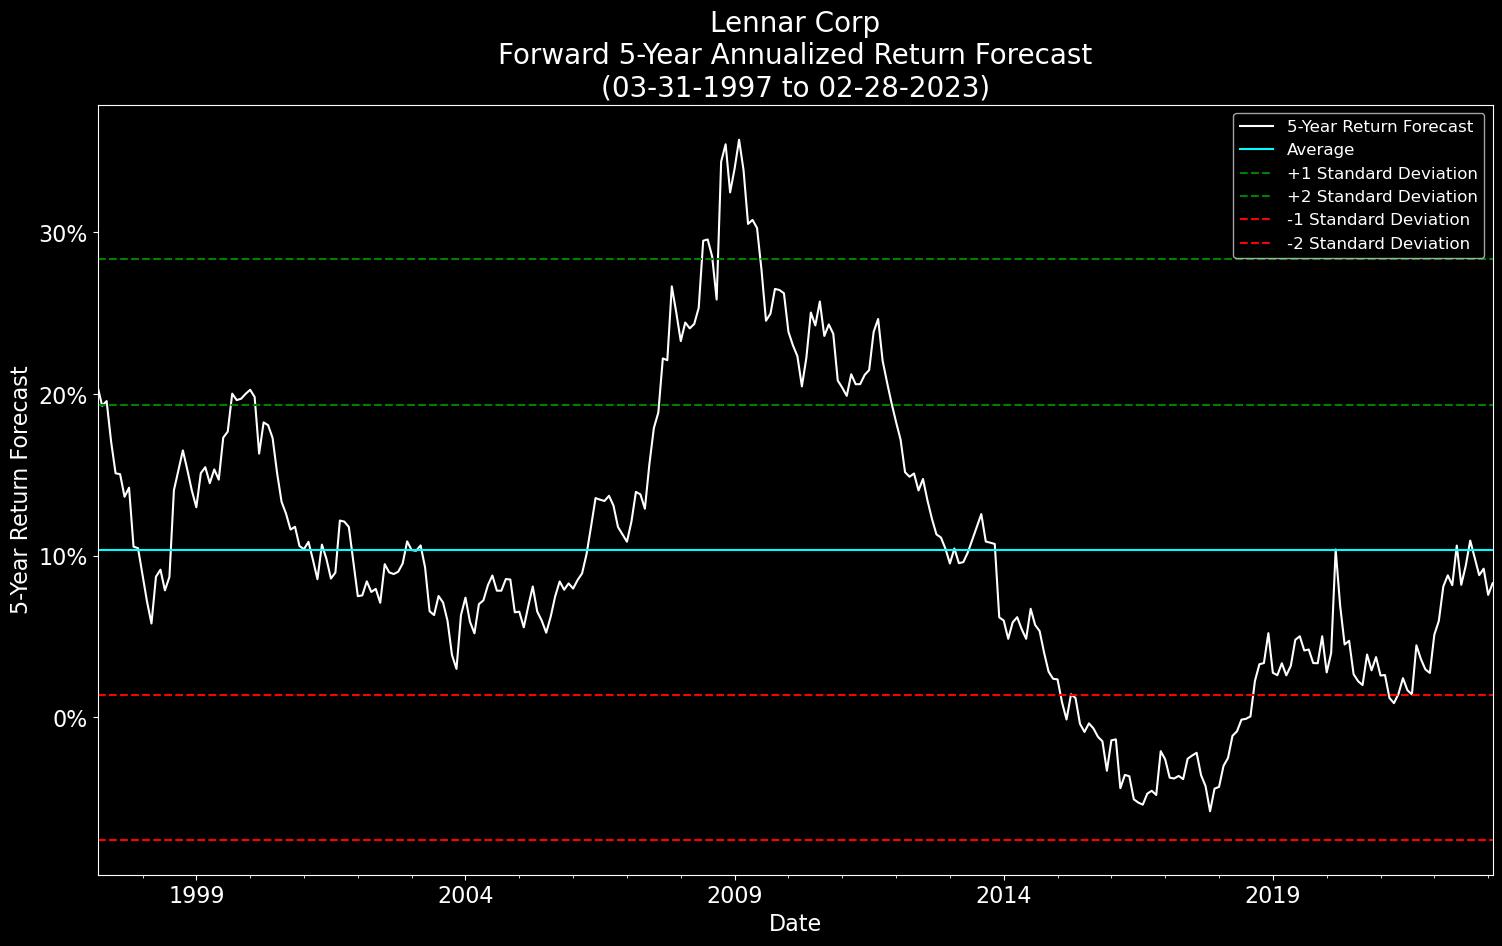 Lennar Corp
Forward 5-Year Annualized Return Forecast
(03-31-1997 to 02-28-2023)
5-Year Return Forecast
Average
+1 Standard Deviation
+2 Standard Deviation
-1 Standard Deviation
-2 Standard Deviation
30%
20%
10%
0%
5-Year Return Forecast
1999
2004
2009
2014
2019
Date